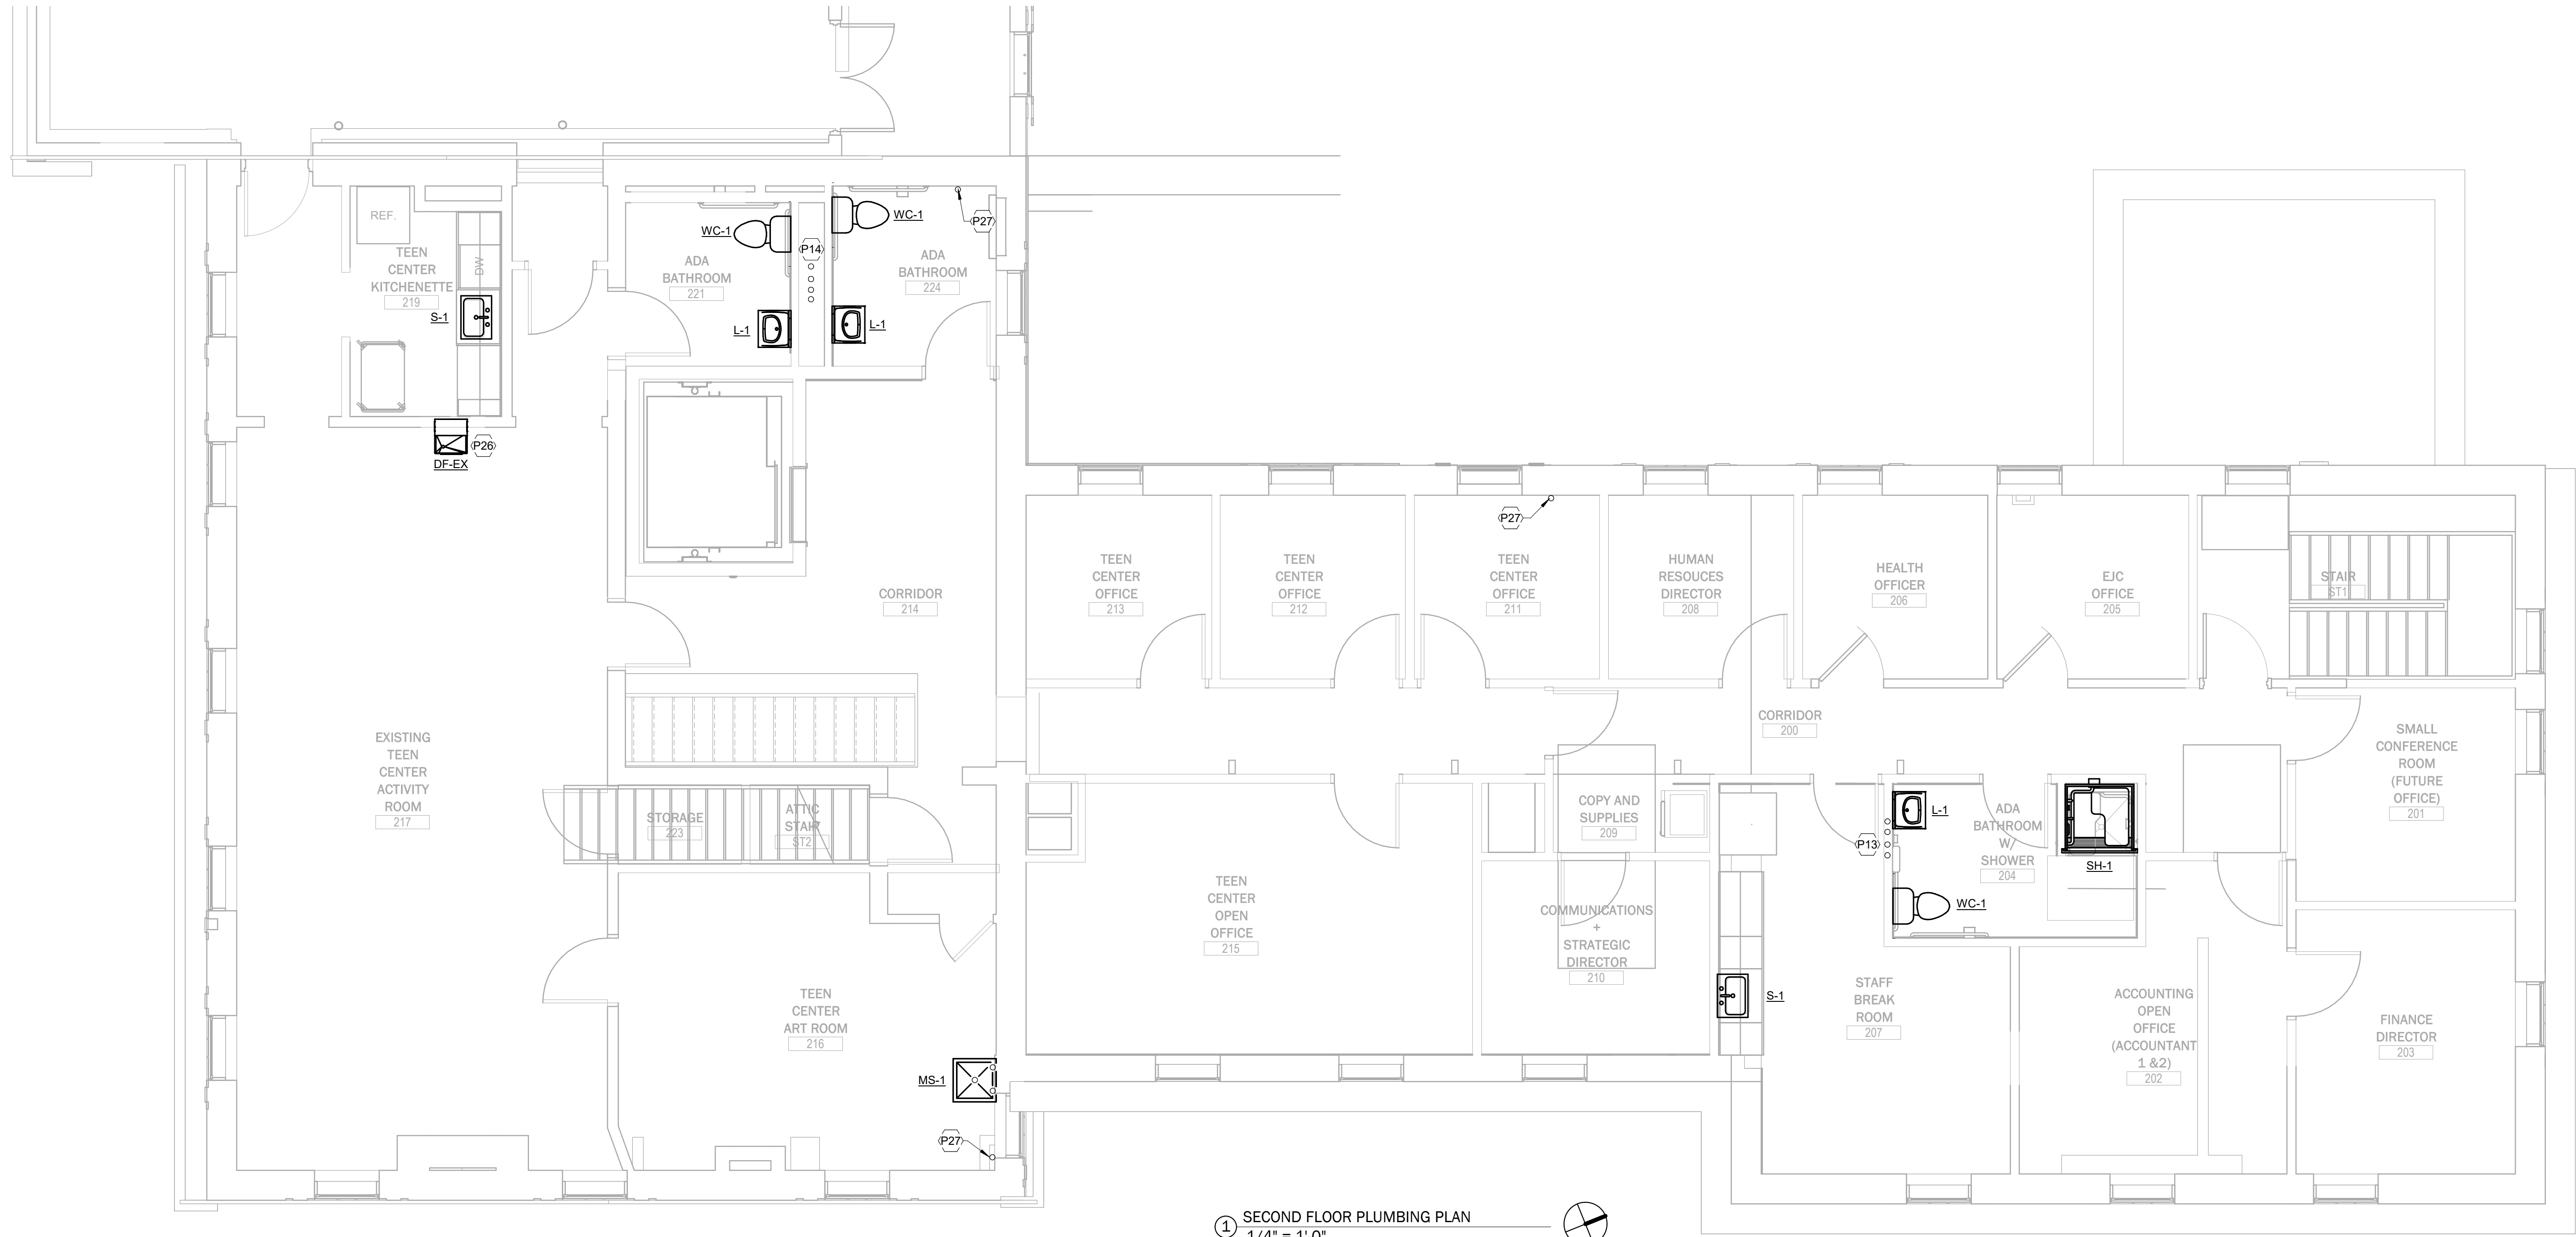 REF.
TEEN
CENTER
KITCHENETTE
219
DW
S-1
P26
DF-EX
WC-1
ADA
BATHROOM
221
L-1
P14
WC-1
P27
ADA
BATHROOM
224
L-1
CORRIDOR
214
EXISTING
TEEN
CENTER
ACTIVITY
ROOM
217
STORAGE
223
ATTIC
STAIR
ST2
TEEN
CENTER
ART ROOM
216
MS-1
P27
TEEN
CENTER
OFFICE
213
TEEN
CENTER
OFFICE
212
P27
TEEN
CENTER
OFFICE
211
HUMAN
RESOUCES
DIRECTOR
208
HEALTH
OFFICER
206
EJC
OFFICE
205
STAIR
ST1
CORRIDOR
200
SMALL
CONFERENCE
ROOM
(FUTURE
OFFICE)
201
TEEN
CENTER
OPEN
OFFICE
215
COPY AND
SUPPLIES
209
COMMUNICATIONS
+
STRATEGIC
DIRECTOR
210
S-1
P13
L-1
ADA
BATHROOM
W/
SHOWER
204
SH-1
WC-1
STAFF
BREAK
ROOM
207
ACCOUNTING
OPEN
OFFICE
(ACCOUNTANT
1 &2)
202
FINANCE
DIRECTOR
203
1 SECOND FLOOR PLUMBING PLAN
1/4" = 1'-0"